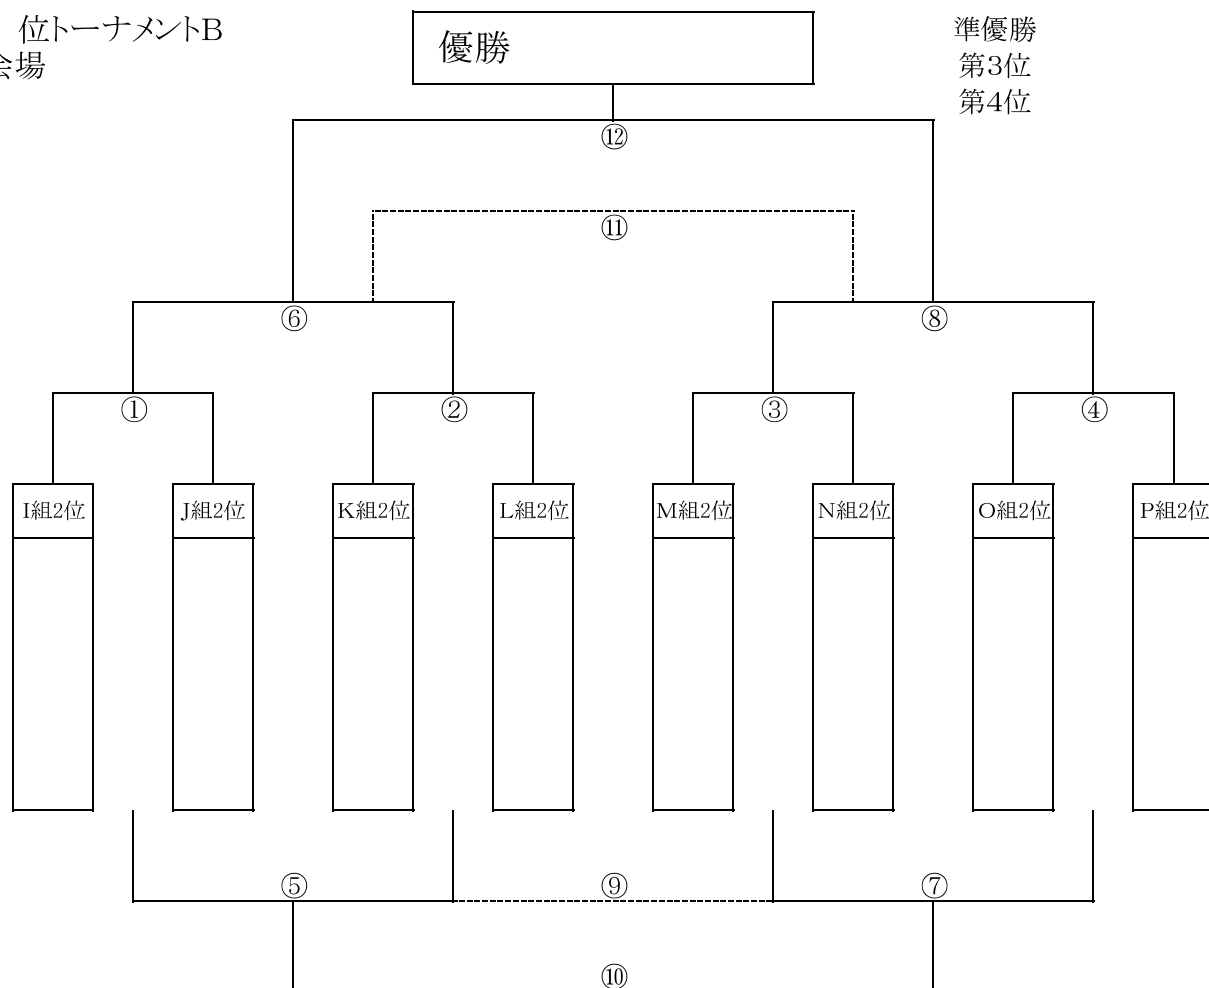 位トーナメントB
会場
優勝
準優勝
第3位
第4位
⑫
⑪
⑥ ⑧
① ② ③ ④
I組2位 J組2位 K組2位 L組2位 M組2位 N組2位 O組2位 P組2位
⑤ ⑨ ⑦
⑩